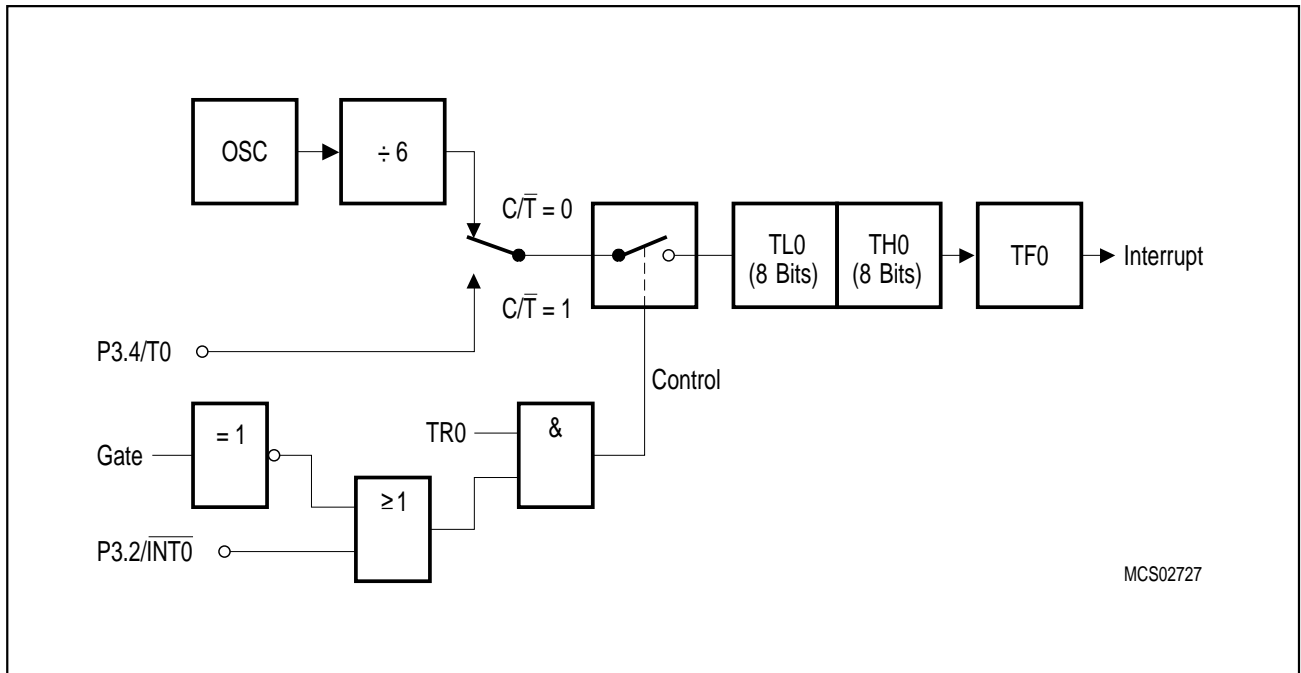 OSC
÷ 6
C/T̅ = 0
TL0
(8 Bits)
TH0
(8 Bits)
TF0
Interrupt
C/T̅ = 1
P3.4/T0
Control
Gate
= 1
TR0
&
≥1
P3.2/I̅N̅T̅0̅
MCS02727